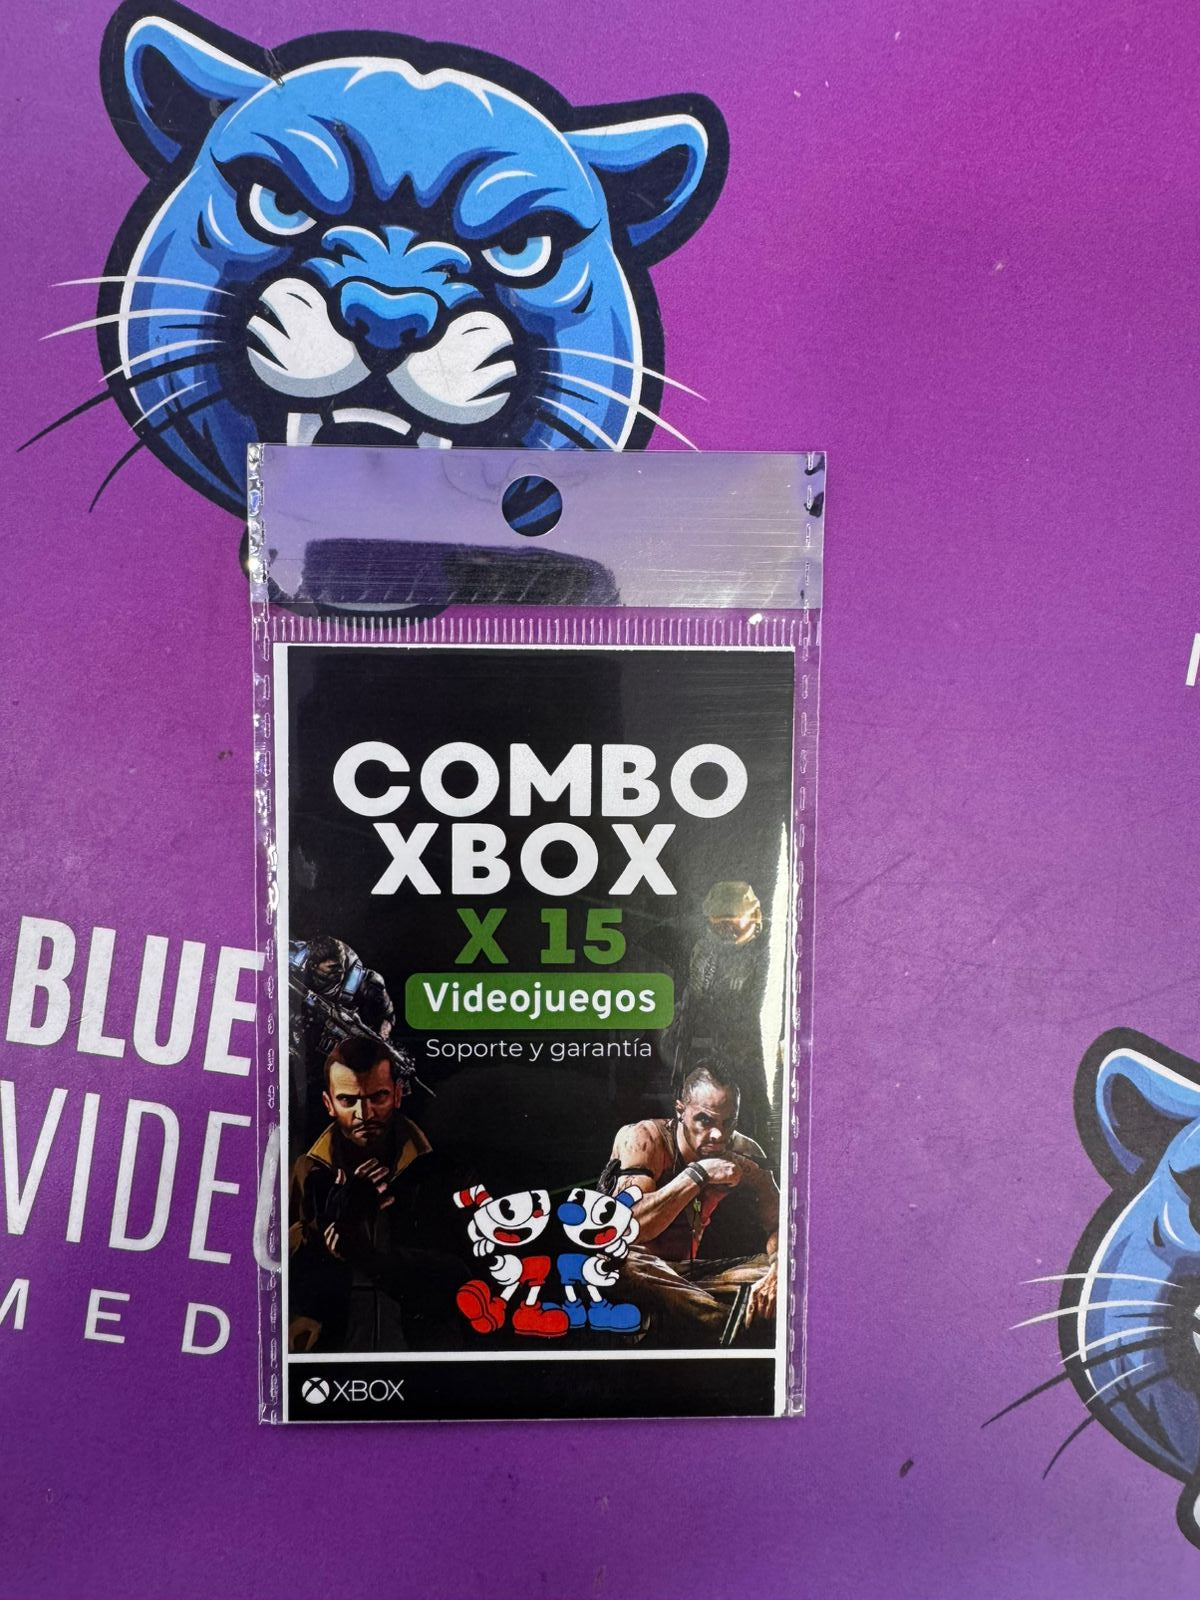 COMBO
XBOX
X 15
Videojuegos
Soporte y garantía
XBOX
BLUE
VIDE
MED